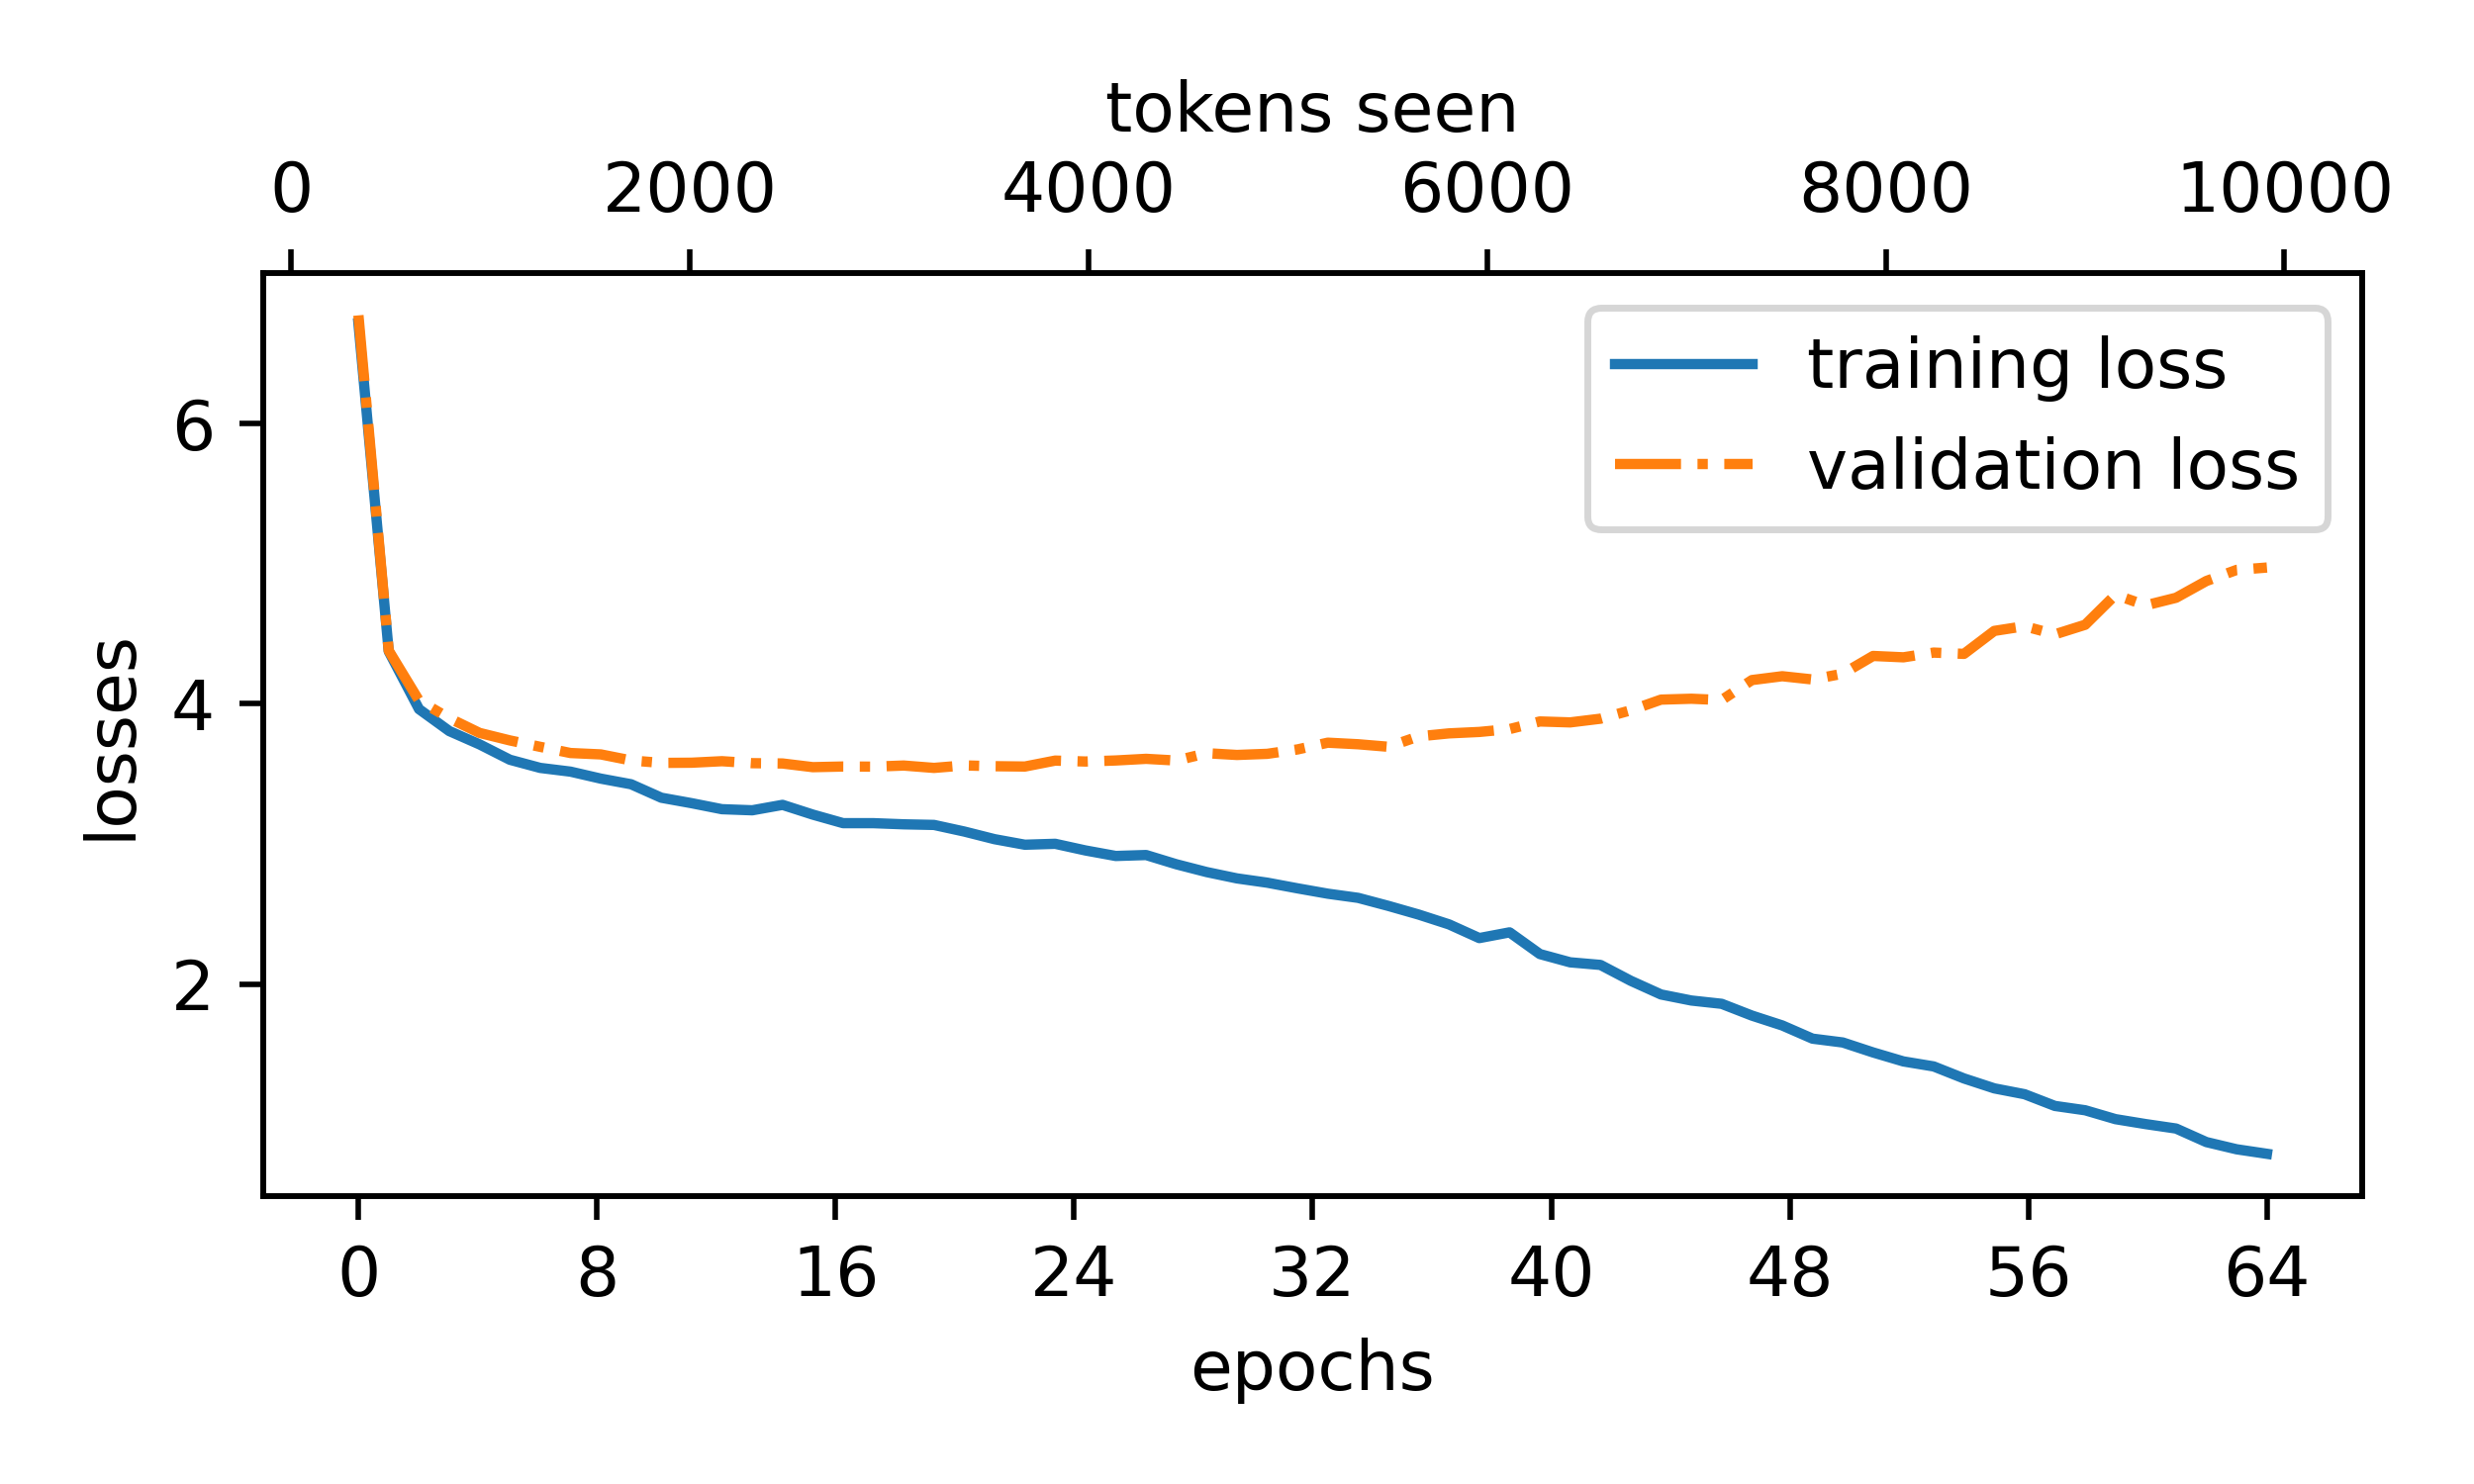 tokens seen
0 2000 4000 6000 8000 10000
training loss
validation loss
6
4
2
losses
0 8 16 24 32 40 48 56 64
epochs